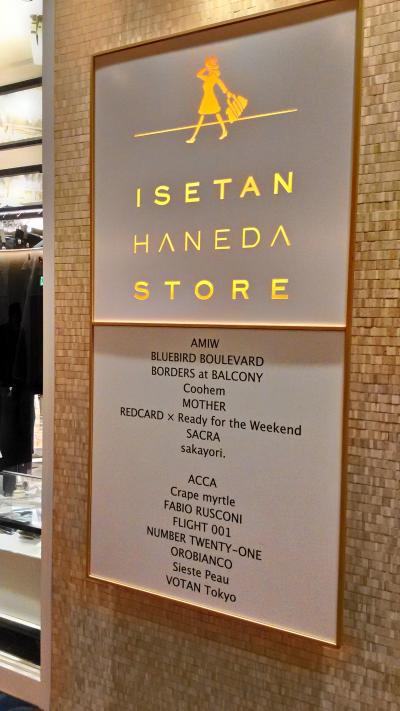 ISETAN
HANEDA
STORE
AMIW
BLUEBIRD BOULEVARD
BORDERS at BALCONY
Coohem
MOTHER
REDCARD × Ready for the Weekend
SACRA
sakayori.
ACCA
Crape myrtle
FABIO RUSCONI
FLIGHT 001
NUMBER TWENTY-ONE
OROBIANCO
Sieste Peau
VOTAN Tokyo